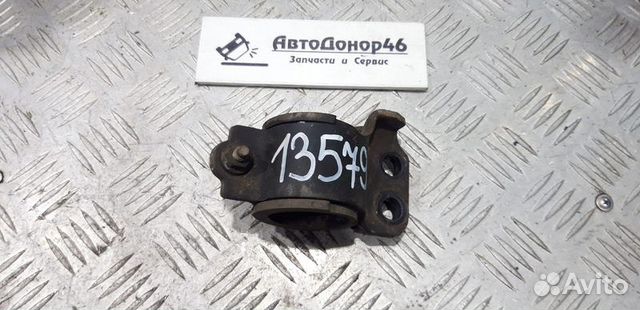 АвтоДонор46
Запчасти и Сервис
13579
Avito